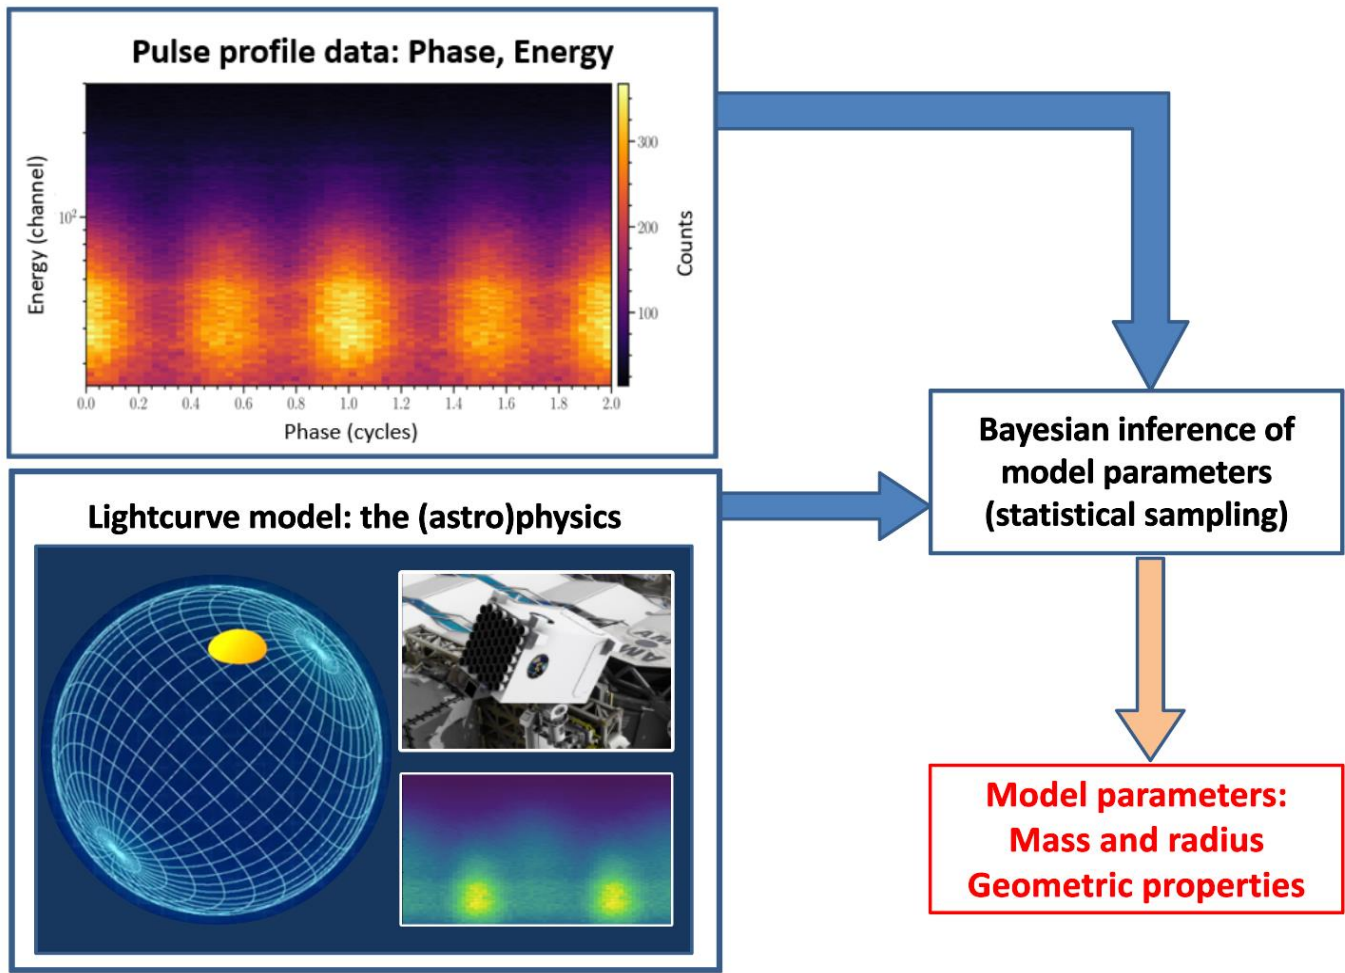 Pulse profile data: Phase, Energy
Energy (channel)
10²
0.0 0.2 0.4 0.6 0.8 1.0 1.2 1.4 1.6 1.8 2.0
Phase (cycles)
300
200
100
Counts
Lightcurve model: the (astro)physics
AM
AM
Bayesian inference of
model parameters
(statistical sampling)
Model parameters:
Mass and radius
Geometric properties